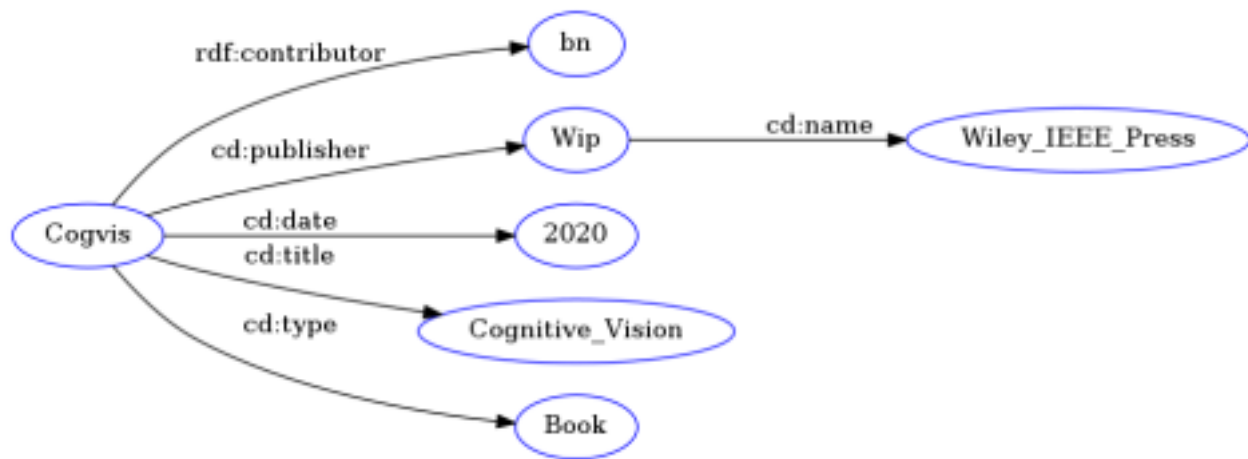 bn
rdf:contributor
cd:publisher
Wip
cd:name
Wiley_IEEE_Press
Cogvis
cd:date
2020
cd:title
Cognitive_Vision
cd:type
Book